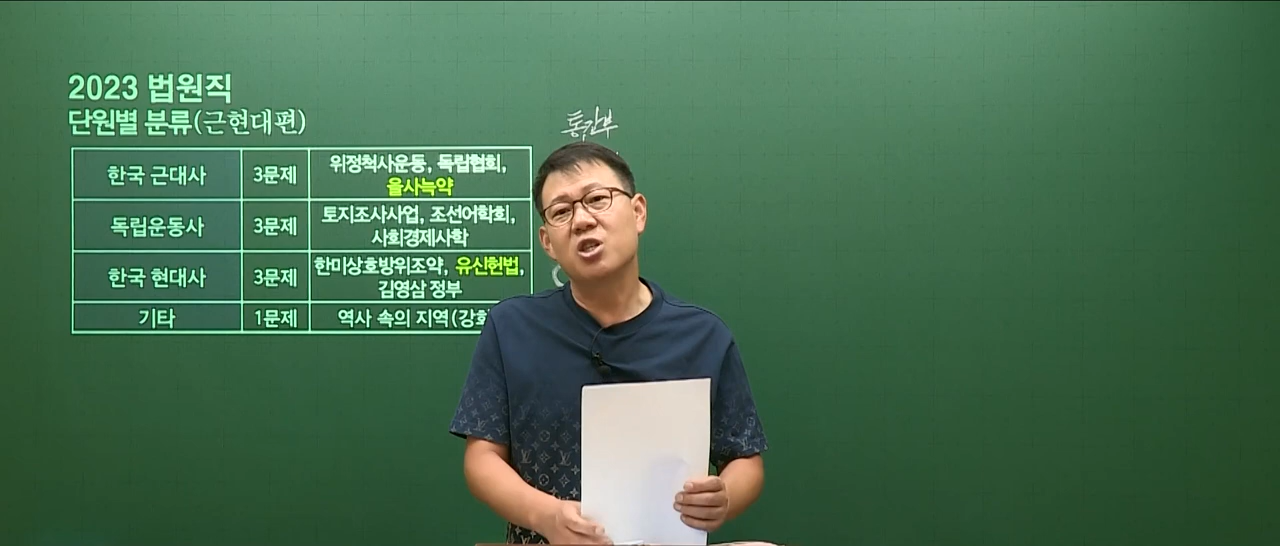 2023 법원직
단원별 분류(근현대편)
통감부
한국 근대사 3문제 위정척사운동, 독립협회,
을사늑약
독립운동사 3문제 토지조사사업, 조선어학회,
사회경제사학
한국 현대사 3문제 한미상호방위조약, 유신헌법,
김영삼 정부
기타 1문제 역사 속의 지역(강화